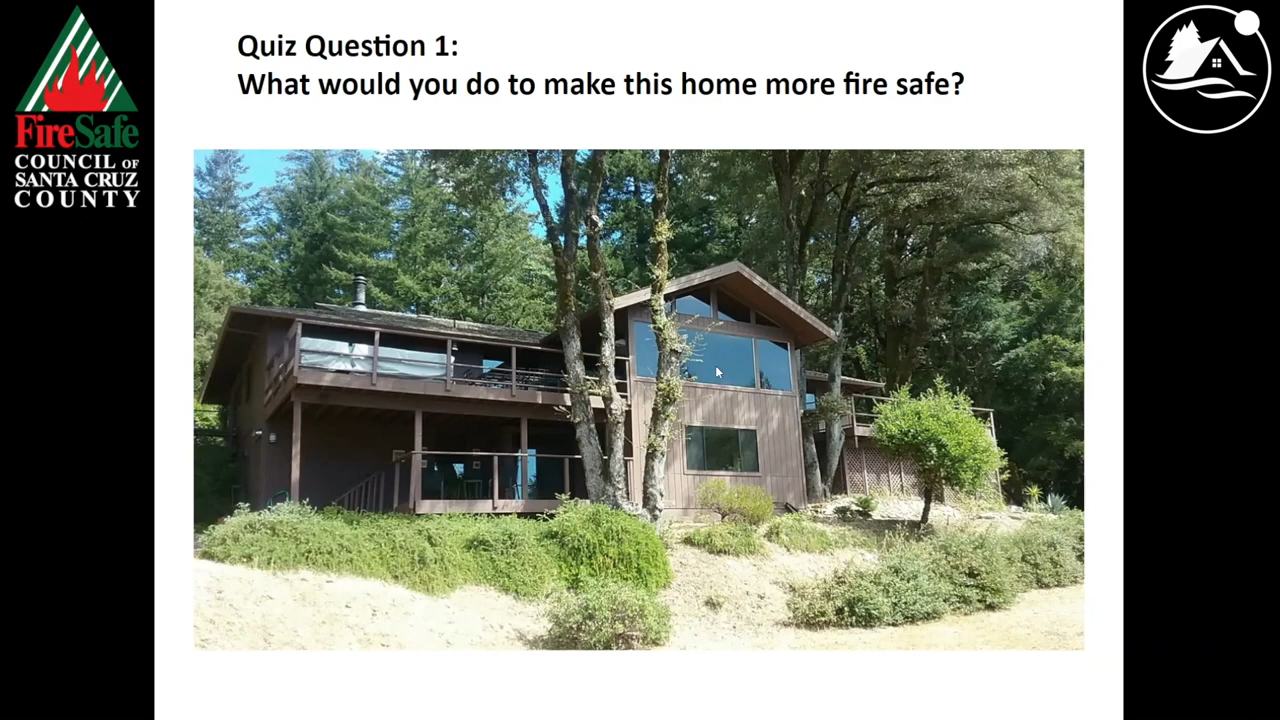 Quiz Question 1:
What would you do to make this home more fire safe?
FireSafe
COUNCIL OF
SANTA CRUZ
COUNTY